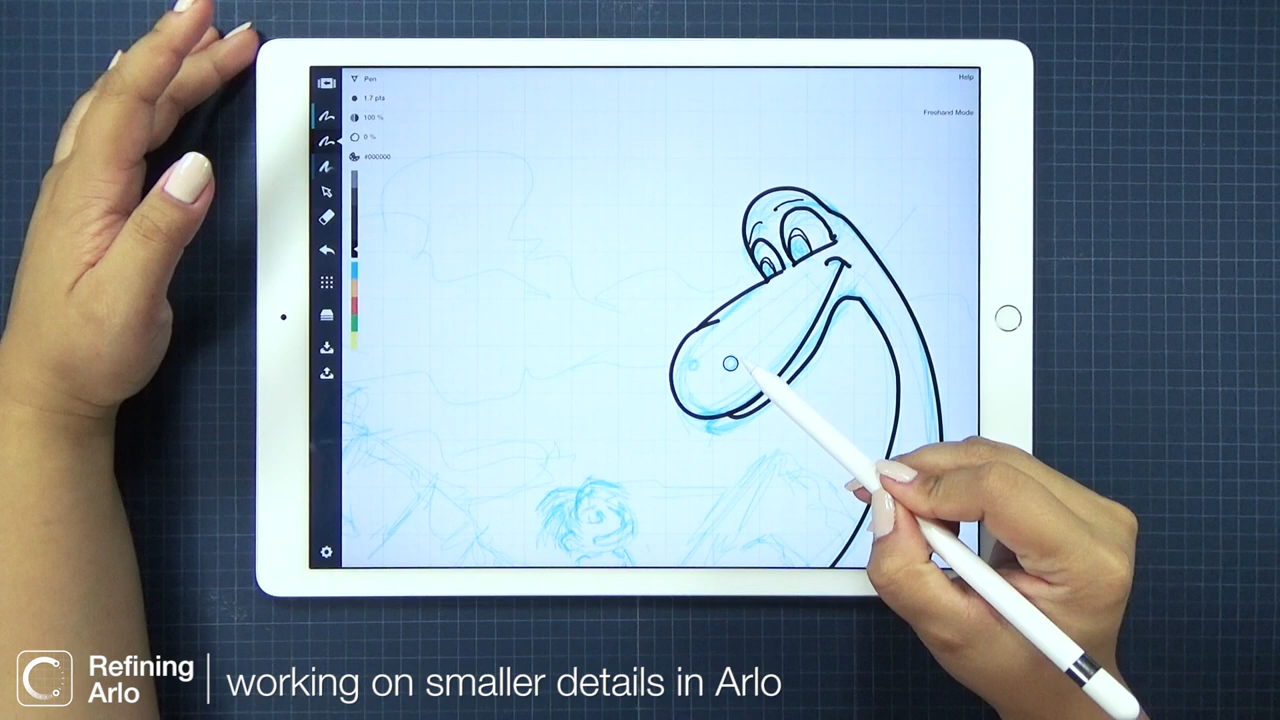 Pen
1.7 pts
100 %
0 %
#000000
Help
Freehand Mode
Refining
Arlo
working on smaller details in Arlo